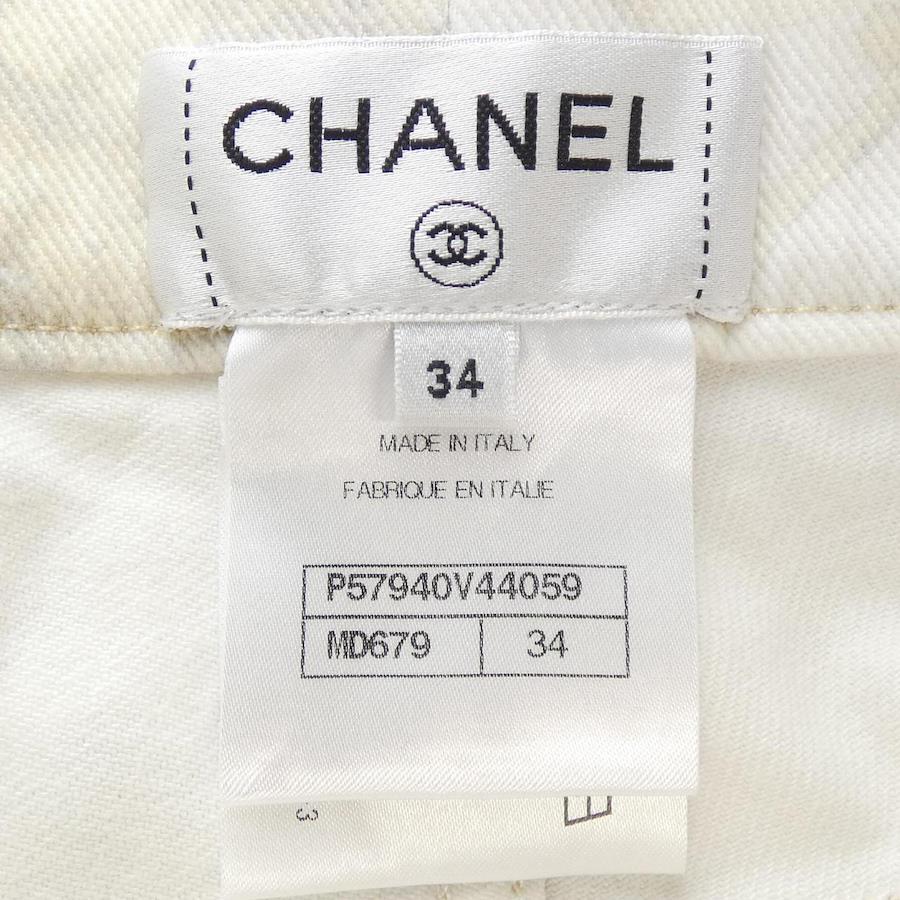 CHANEL
34
MADE IN ITALY
FABRIQUE EN ITALIE
P57940V44059
MD679 34